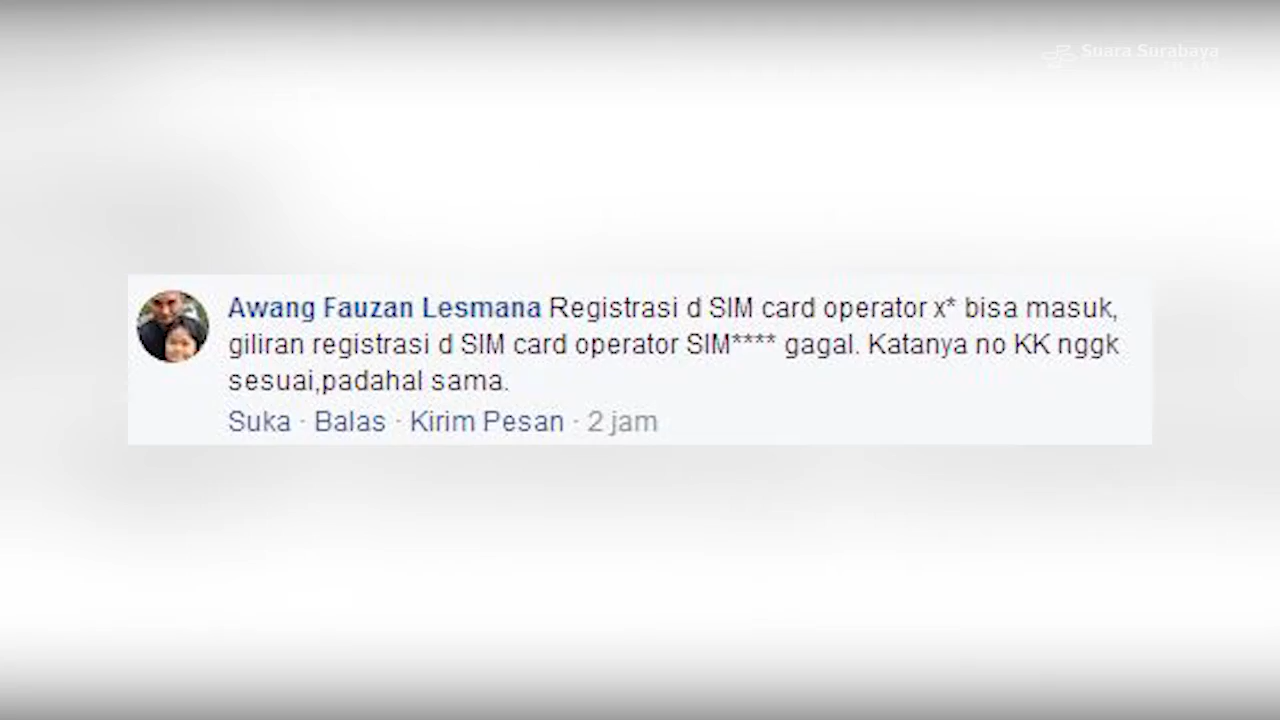 Suara Surabaya
Awang Fauzan Lesmana Registrasi d SIM card operator x* bisa masuk,
giliran registrasi d SIM card operator SIM**** gagal. Katanya no KK nggk
sesuai,padahal sama.
Suka · Balas · Kirim Pesan · 2 jam